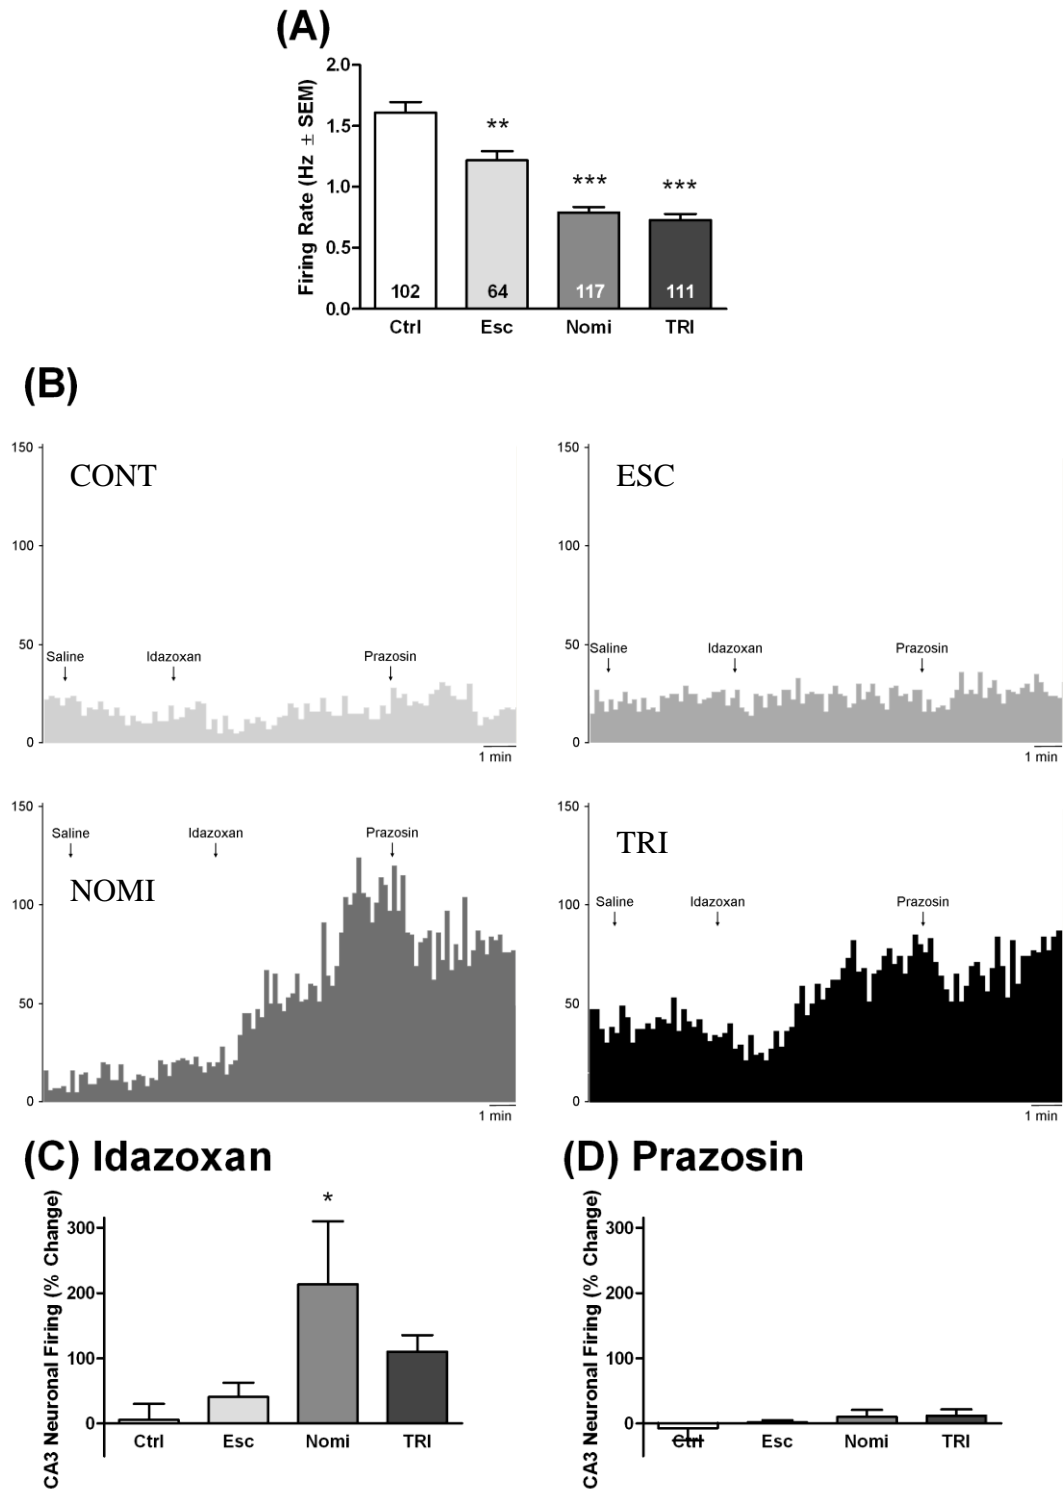 (A)
Firing Rate (Hz ± SEM)
2.0
1.5
1.0
0.5
0.0
**
***
***
102
64
117
111
Ctrl
Esc
Nomi
TRI
(B)
150
100
50
0
CONT
Saline
Idazoxan
Prazosin
1 min
150
100
50
0
ESC
Saline
Idazoxan
Prazosin
1 min
150
100
50
0
Saline
Idazoxan
Prazosin
NOMI
1 min
150
100
50
0
TRI
Saline
Idazoxan
Prazosin
1 min
(C) Idazoxan
CA3 Neuronal Firing (% Change)
300
200
100
0
*
Ctrl
Esc
Nomi
TRI
(D) Prazosin
CA3 Neuronal Firing (% Change)
300
200
100
0
Ctrl
Esc
Nomi
TRI